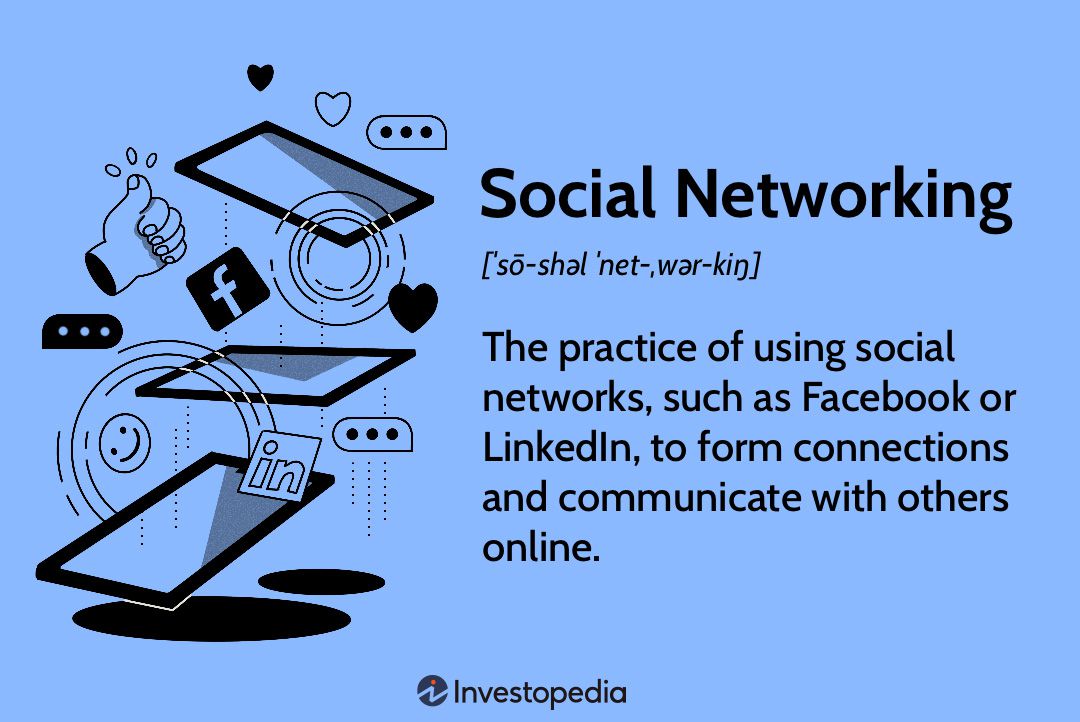 Social Networking
[ˈsō-shəl ˈnet-ˌwər-kiŋ]
The practice of using social
networks, such as Facebook or
LinkedIn, to form connections
and communicate with others
online.
f
in
Investopedia